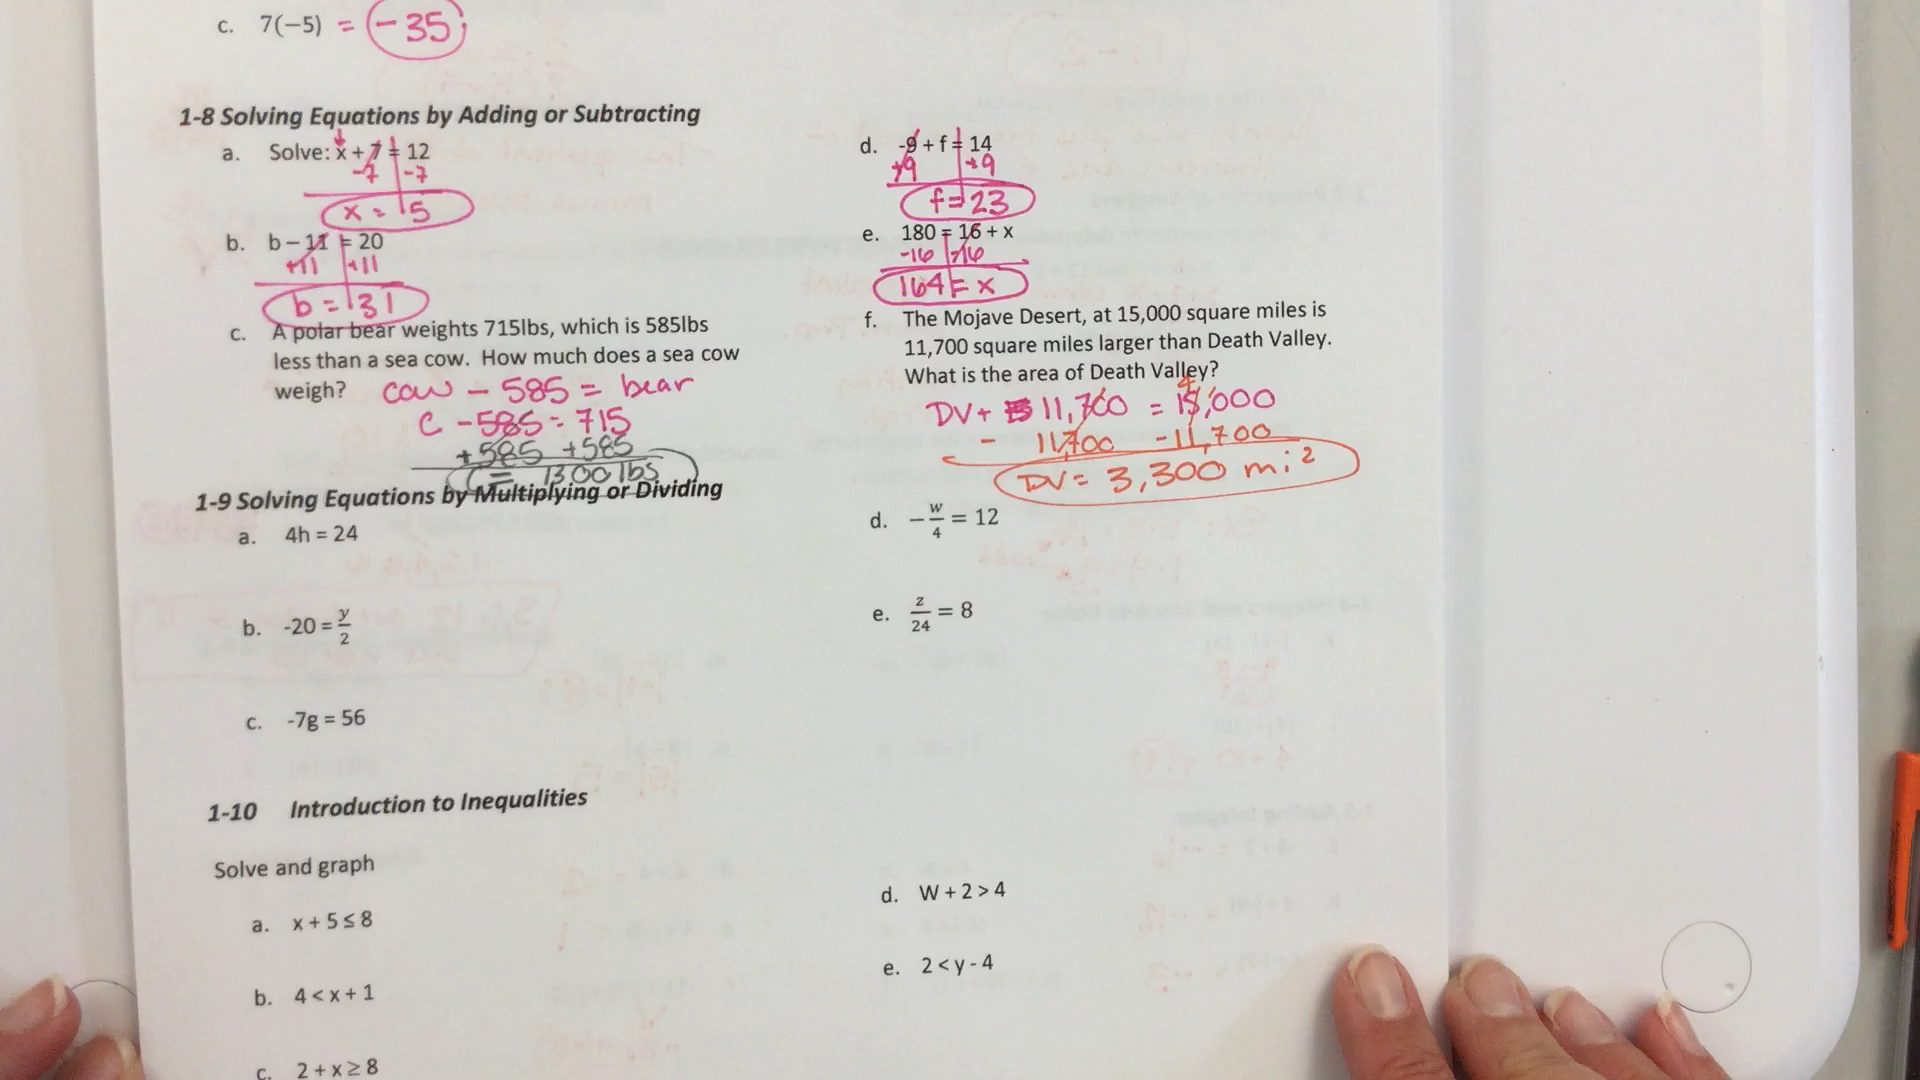 c. 7(−5) = -35
1-8 Solving Equations by Adding or Subtracting
a. Solve: x + 7 = 12
-7 -7
x = 5
b. b – 11 = 20
+11 +11
b = 31
c. A polar bear weights 715lbs, which is 585lbs
less than a sea cow. How much does a sea cow
weigh? cow - 585 = bear
C - 585 = 715
+585 +585
C = 1300 lbs
d. -9 + f = 14
+9 +9
f = 23
e. 180 = 16 + x
-16 -16
164 = x
f. The Mojave Desert, at 15,000 square miles is
11,700 square miles larger than Death Valley.
What is the area of Death Valley?
4
DV + 11,700 = 15,000
- 11,700 - 11,700
DV = 3,300 mi²
1-9 Solving Equations by Multiplying or Dividing
a. 4h = 24
b. -20 = y/2
c. -7g = 56
d. − w/4 = 12
e. z/24 = 8
1-10 Introduction to Inequalities
Solve and graph
a. x + 5 ≤ 8
b. 4 < x + 1
c. 2 + x ≥ 8
d. W + 2 > 4
e. 2 < y - 4